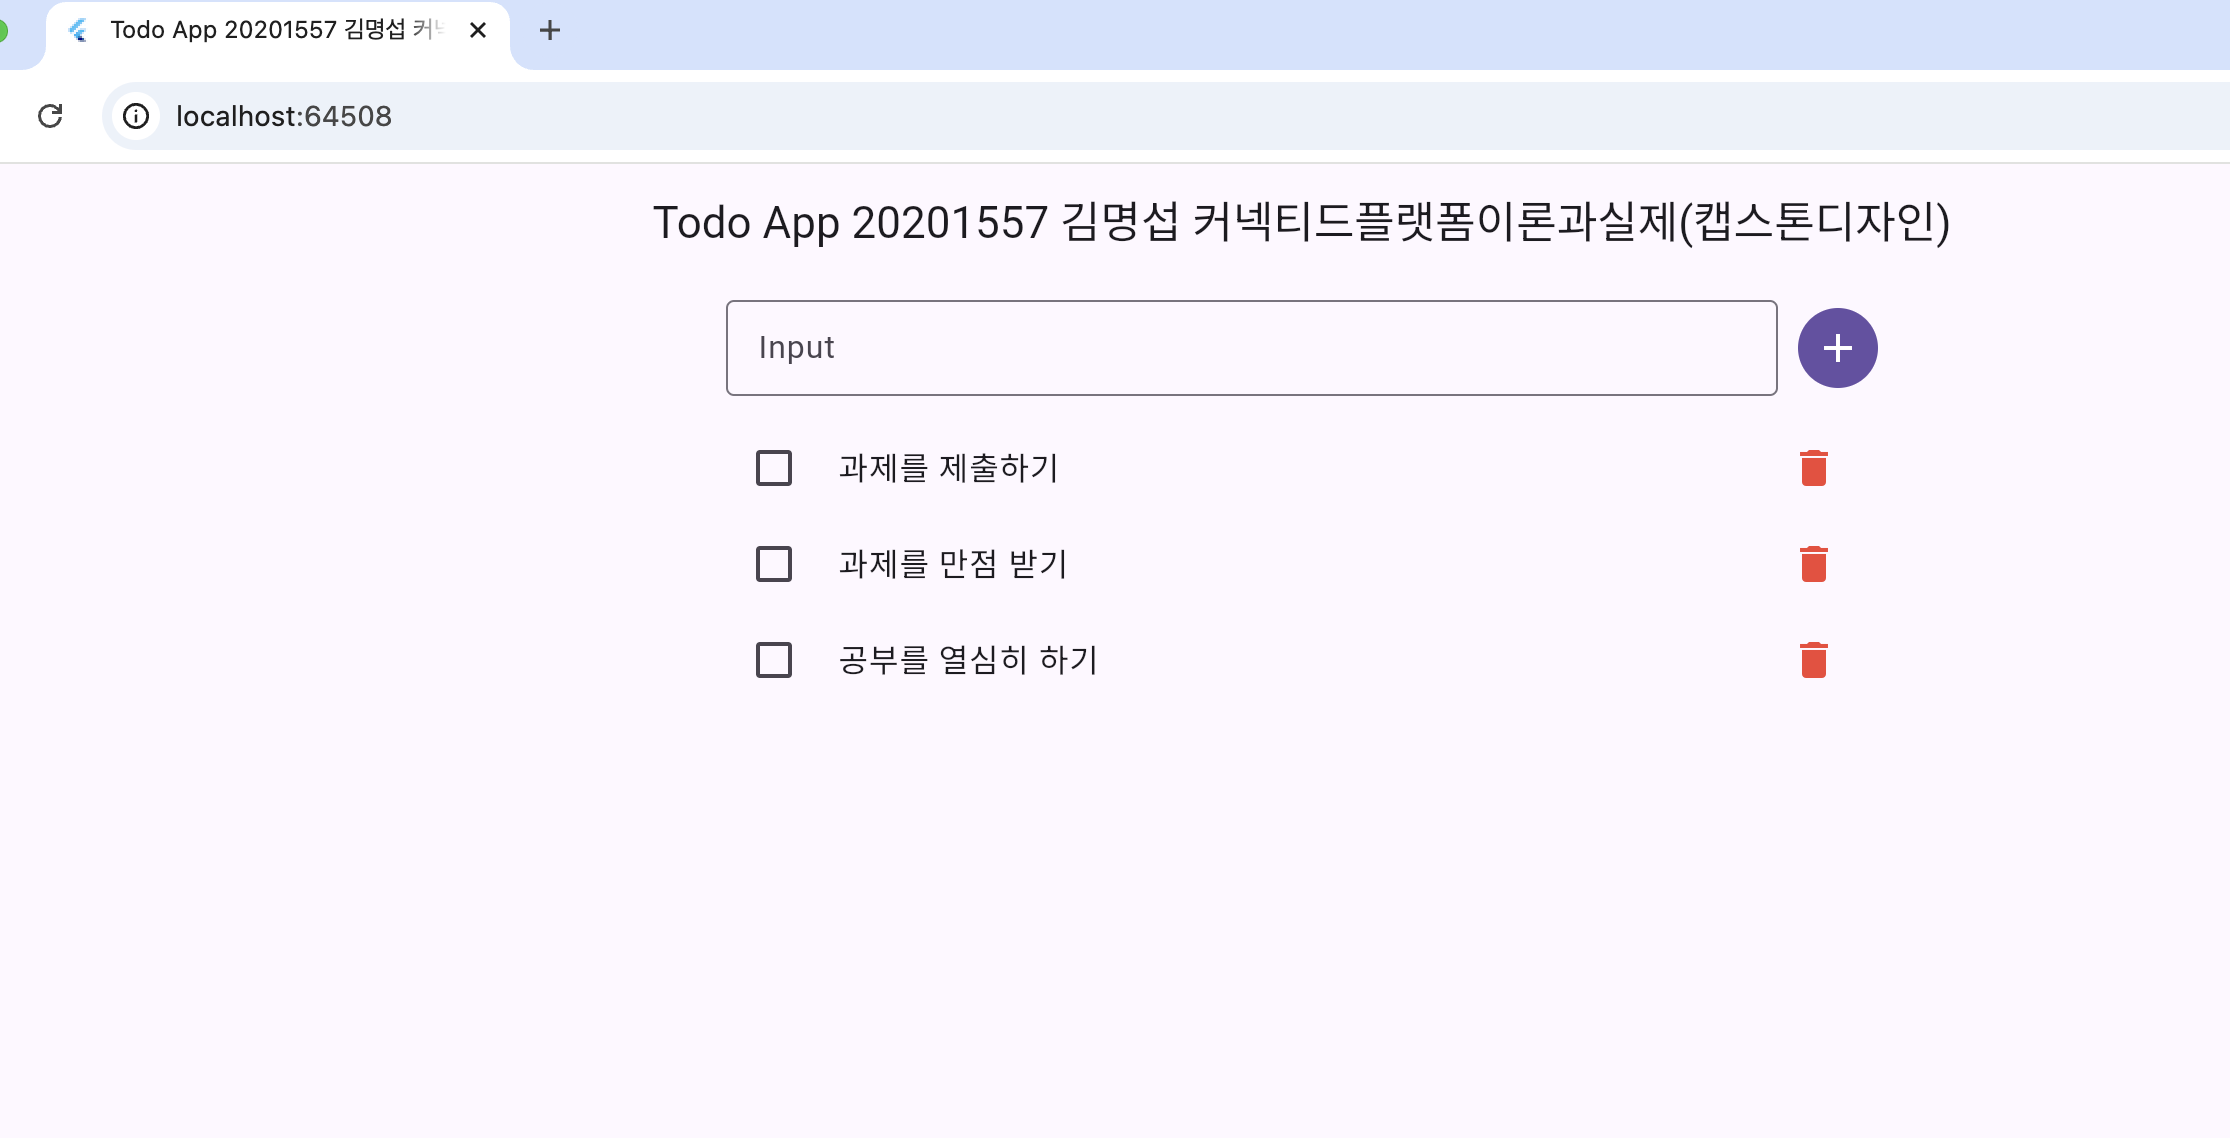 Todo App 20201557 김명섭 커
localhost:64508
Todo App 20201557 김명섭 커넥티드플랫폼이론과실제(캡스톤디자인)
Input
과제를 제출하기
과제를 만점 받기
공부를 열심히 하기